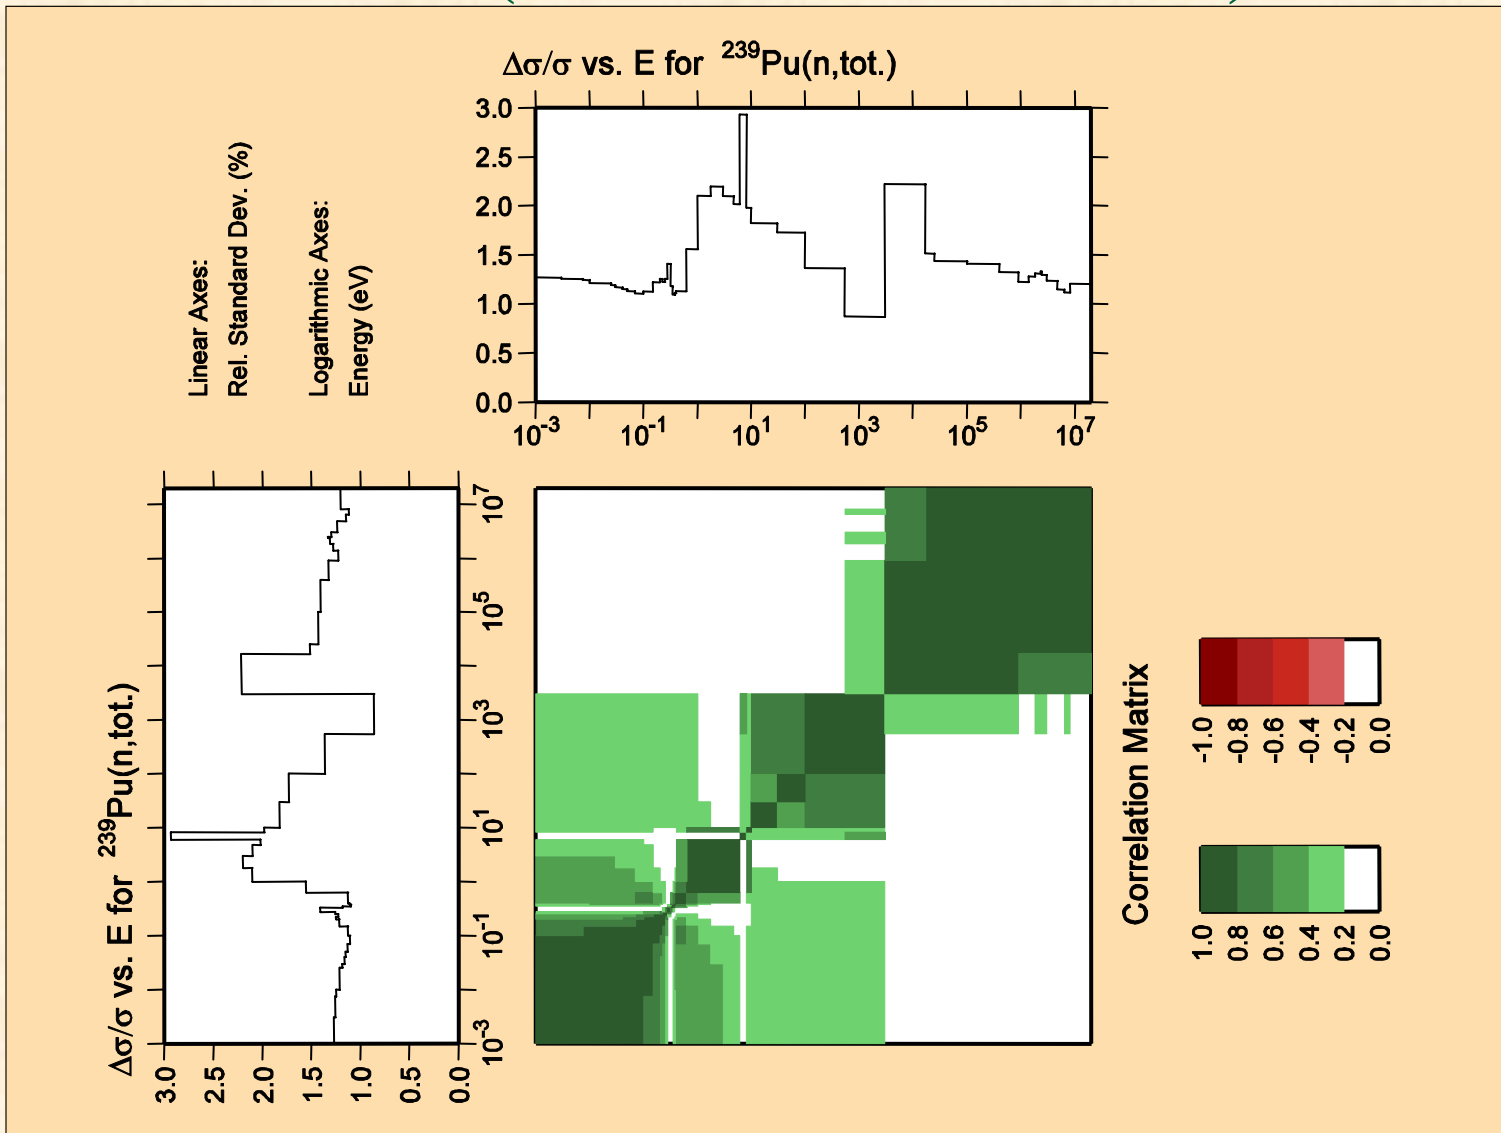 Δσ/σ vs. E for ²³⁹Pu(n,tot.)
3.0
2.5
2.0
1.5
1.0
0.5
0.0
10⁻³ 10⁻¹ 10¹ 10³ 10⁵ 10⁷
Linear Axes:
Rel. Standard Dev. (%)
Logarithmic Axes:
Energy (eV)
Δσ/σ vs. E for ²³⁹Pu(n,tot.)
10⁷
10⁵
10³
10¹
10⁻¹
10⁻³
3.0 2.5 2.0 1.5 1.0 0.5 0.0
Correlation Matrix
-1.0 -0.8 -0.6 -0.4 -0.2 0.0
1.0 0.8 0.6 0.4 0.2 0.0